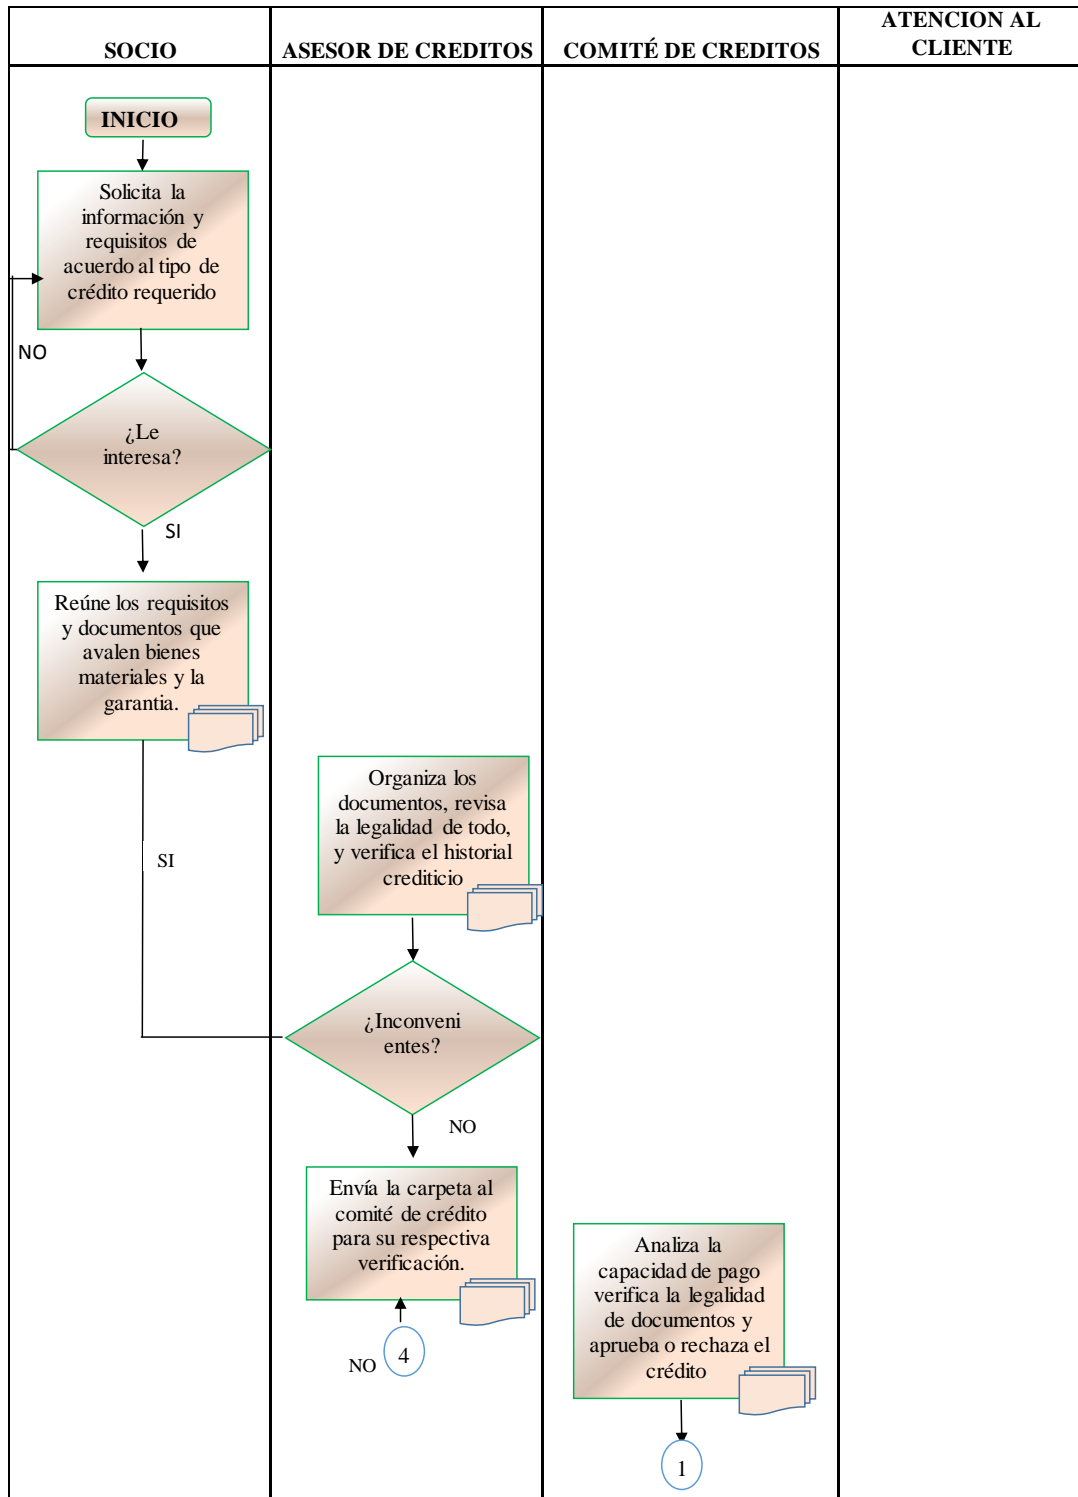 SOCIO
ASESOR DE CREDITOS
COMITÉ DE CREDITOS
ATENCION AL
CLIENTE
INICIO
Solicita la
información y
requisitos de
acuerdo al tipo de
crédito requerido
NO
¿Le
interesa?
SI
Reúne los requisitos
y documentos que
avalen bienes
materiales y la
garantia.
SI
Organiza los
documentos, revisa
la legalidad de todo,
y verifica el historial
crediticio
¿Inconveni
entes?
NO
Envía la carpeta al
comité de crédito
para su respectiva
verificación.
NO
4
Analiza la
capacidad de pago
verifica la legalidad
de documentos y
aprueba o rechaza el
crédito
1